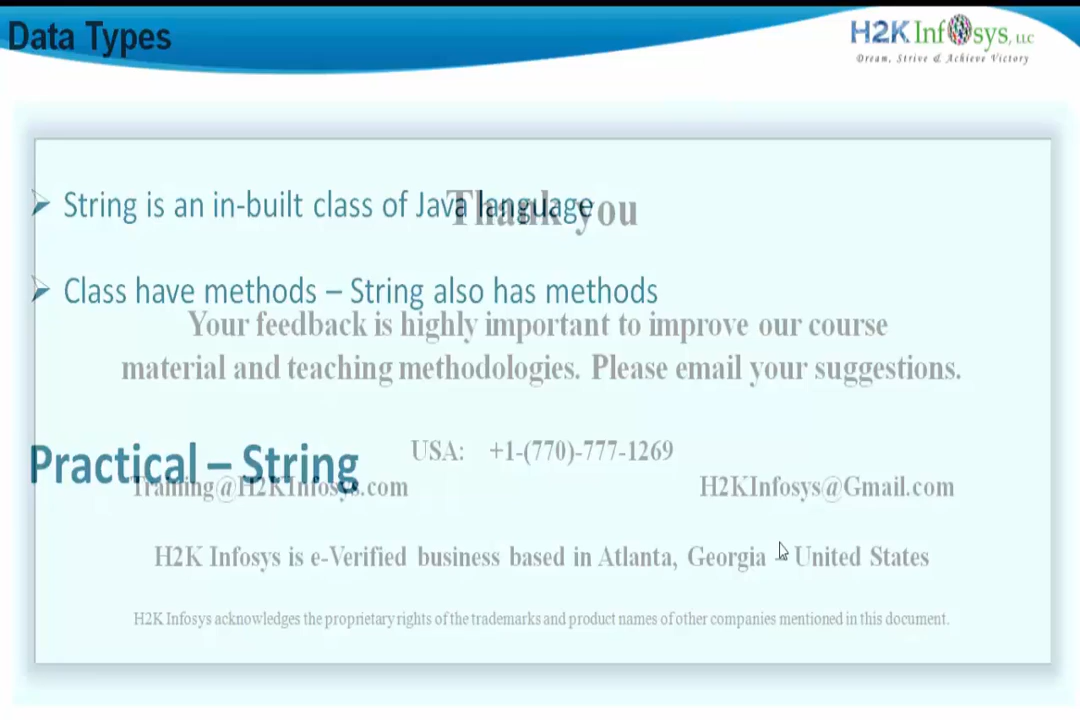 Data Types
H2K Infosys, LLC
Dream, Strive & Achieve Victory
➢ String is an in-built class of Java language
Thank you
➢ Class have methods – String also has methods
Your feedback is highly important to improve our course
material and teaching methodologies. Please email your suggestions.
Practical – String
USA: +1-(770)-777-1269
Training@H2KInfosys.com H2KInfosys@Gmail.com
H2K Infosys is e-Verified business based in Atlanta, Georgia - United States
H2K Infosys acknowledges the proprietary rights of the trademarks and product names of other companies mentioned in this document.